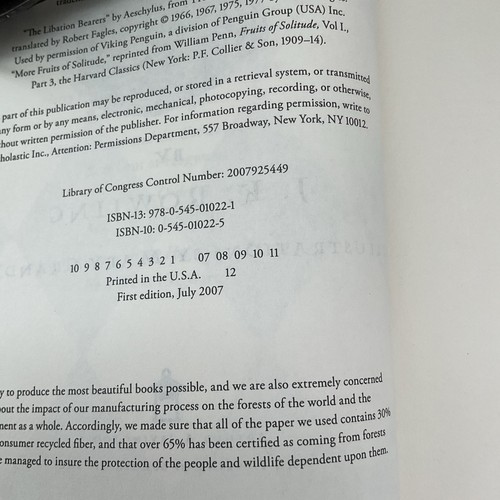 "The Libation Bearers" by Aeschylus, from
translated by Robert Fagles, copyright © 1966, 1967, 1975, 1977
Used by permission of Viking Penguin, a division of Penguin Group (USA) Inc.
"More Fruits of Solitude," reprinted from William Penn, Fruits of Solitude, Vol I.,
Part 3, the Harvard Classics (New York: P.F. Collier & Son, 1909–14).
part of this publication may be reproduced, or stored in a retrieval system, or transmitted
any form or by any means, electronic, mechanical, photocopying, recording, or otherwise,
hout written permission of the publisher. For information regarding permission, write to
holastic Inc., Attention: Permissions Department, 557 Broadway, New York, NY 10012.
Library of Congress Control Number: 2007925449
ISBN-13: 978-0-545-01022-1
ISBN-10: 0-545-01022-5
10 9 8 7 6 5 4 3 2 1 07 08 09 10 11
Printed in the U.S.A. 12
First edition, July 2007
y to produce the most beautiful books possible, and we are also extremely concerned
out the impact of our manufacturing process on the forests of the world and the
ment as a whole. Accordingly, we made sure that all of the paper we used contains 30%
onsumer recycled fiber, and that over 65% has been certified as coming from forests
e managed to insure the protection of the people and wildlife dependent upon them.